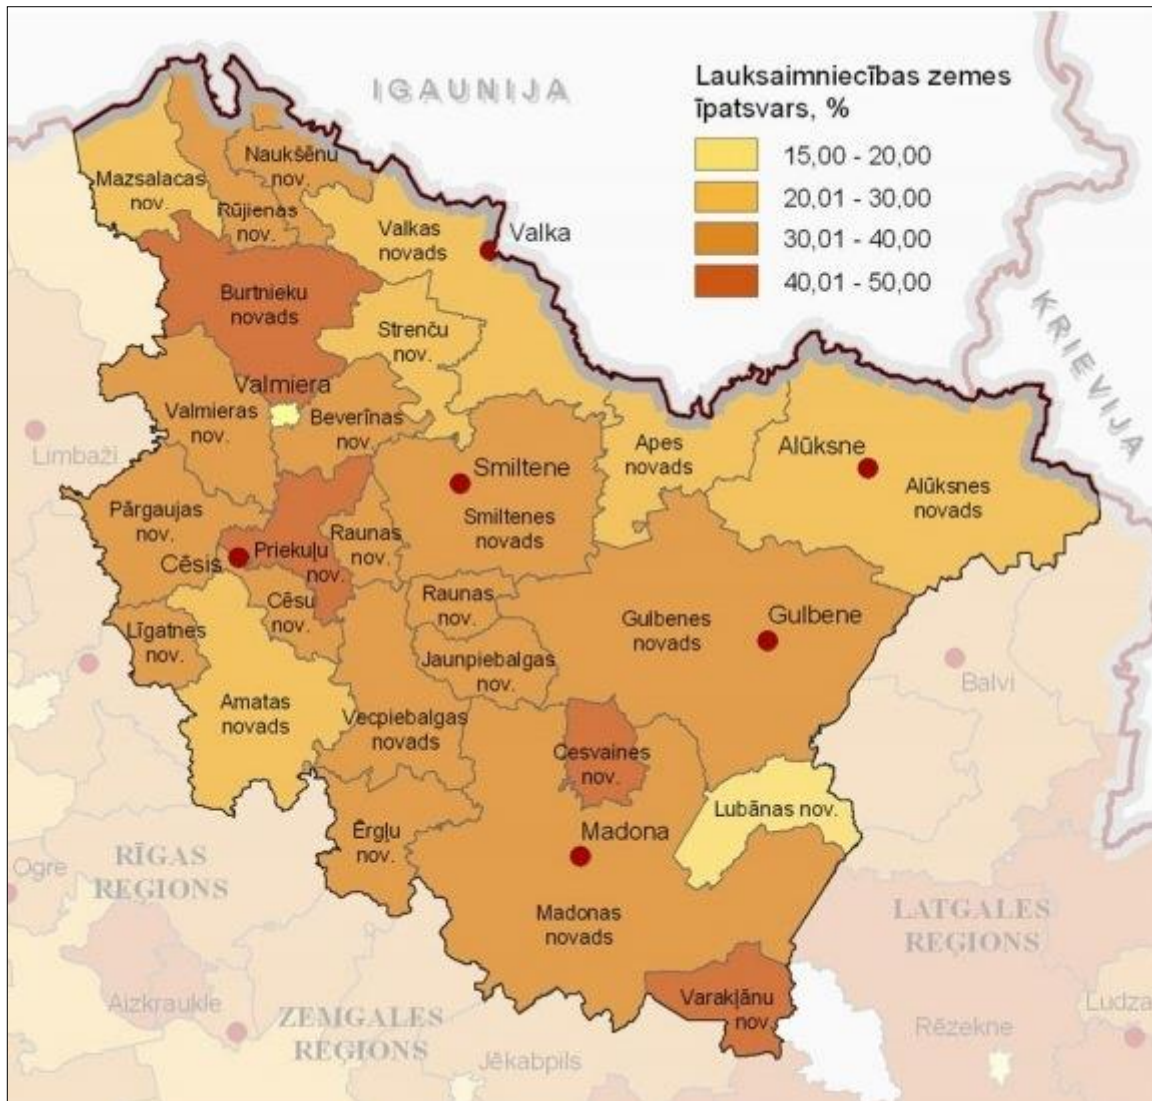 IGAUNIJA
Lauksaimniecības zemes
īpatsvars, %
15,00 - 20,00
20,01 - 30,00
30,01 - 40,00
40,01 - 50,00
Naukšēnu
nov.
Mazsalacas
nov.
Rūjienas
nov.
Valkas
novads
Valka
Burtnieku
novads
Strenču
nov.
KRIEVIJA
Valmiera
Valmieras
nov.
Beverīnas
nov.
Limbaži
Apes
novads
Alūksne
Alūksnes
novads
Smiltene
Smiltenes
novads
Pārgaujas
nov.
Raunas
nov.
Cēsis
Priekuļu
nov.
Cēsu
nov.
Raunas
nov.
Gulbenes
novads
Gulbene
Līgatnes
nov.
Jaunpiebalgas
nov.
Balvi
Amatas
novads
Vecpiebalgas
novads
Cesvaines
nov.
Lubānas nov.
Ērgļu
nov.
Madona
Ogre
RĪGAS
REĢIONS
Madonas
novads
LATGALES
REĢIONS
Varakļānu
nov.
Aizkraukle
ZEMGALES
REĢIONS
Jēkabpils
Rēzekne
Ludza